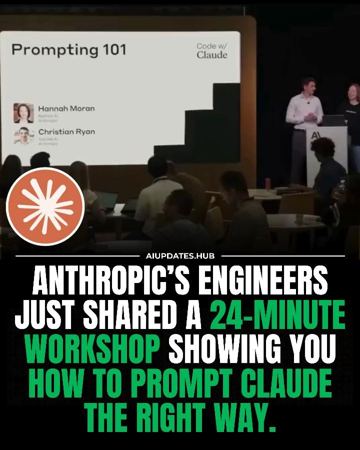 Prompting 101
Code w/
Claude
Hannah Moran
Christian Ryan
AIUPDATES.HUB
ANTHROPIC'S ENGINEERS
JUST SHARED A 24-MINUTE
WORKSHOP SHOWING YOU
HOW TO PROMPT CLAUDE
THE RIGHT WAY.